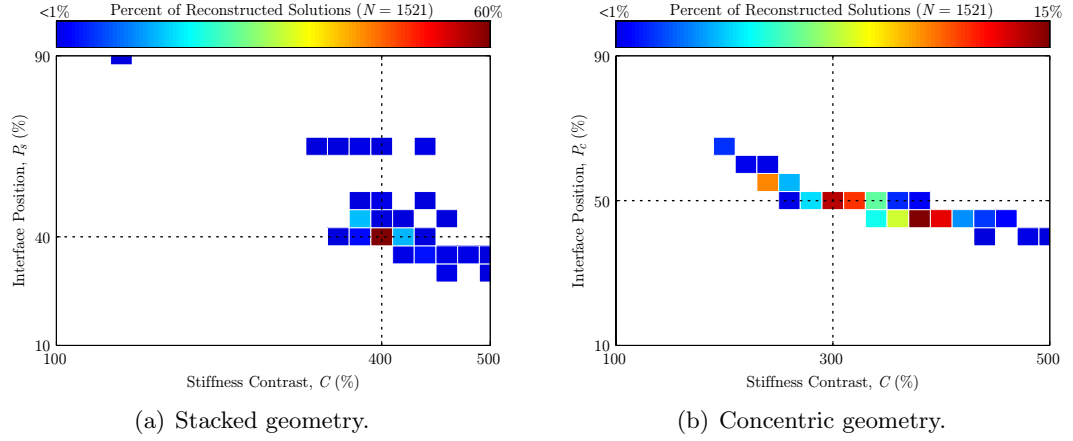 <1% Percent of Reconstructed Solutions (N = 1521) 60%
90
Interface Position, P_s (%)
40
10
100 400 500
Stiffness Contrast, C (%)
(a) Stacked geometry.
<1% Percent of Reconstructed Solutions (N = 1521) 15%
90
Interface Position, P_c (%)
50
10
100 300 500
Stiffness Contrast, C (%)
(b) Concentric geometry.